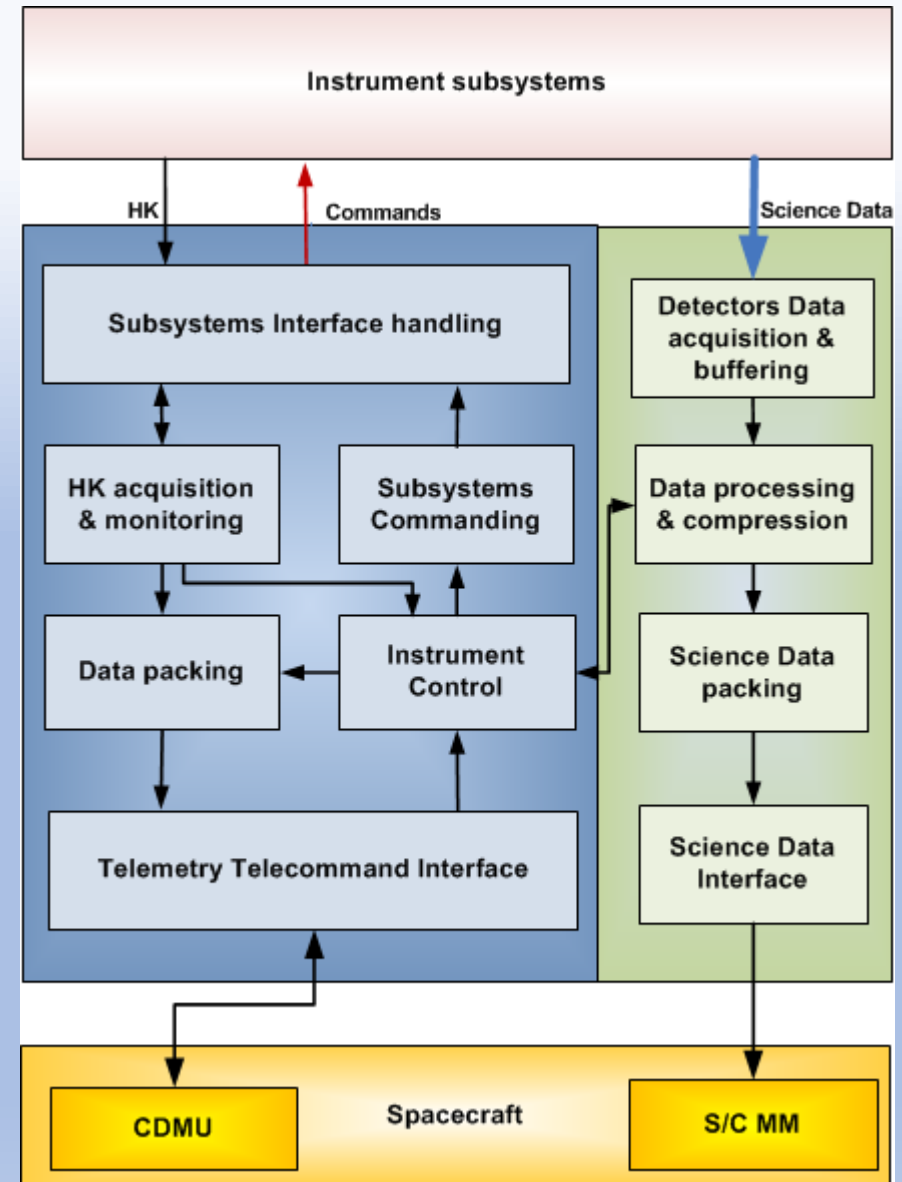 Instrument subsystems
HK
Commands
Science Data
Subsystems Interface handling
Detectors Data
acquisition &
buffering
HK acquisition
& monitoring
Subsystems
Commanding
Data processing
& compression
Data packing
Instrument
Control
Science Data
packing
Telemetry Telecommand Interface
Science Data
Interface
CDMU
Spacecraft
S/C MM